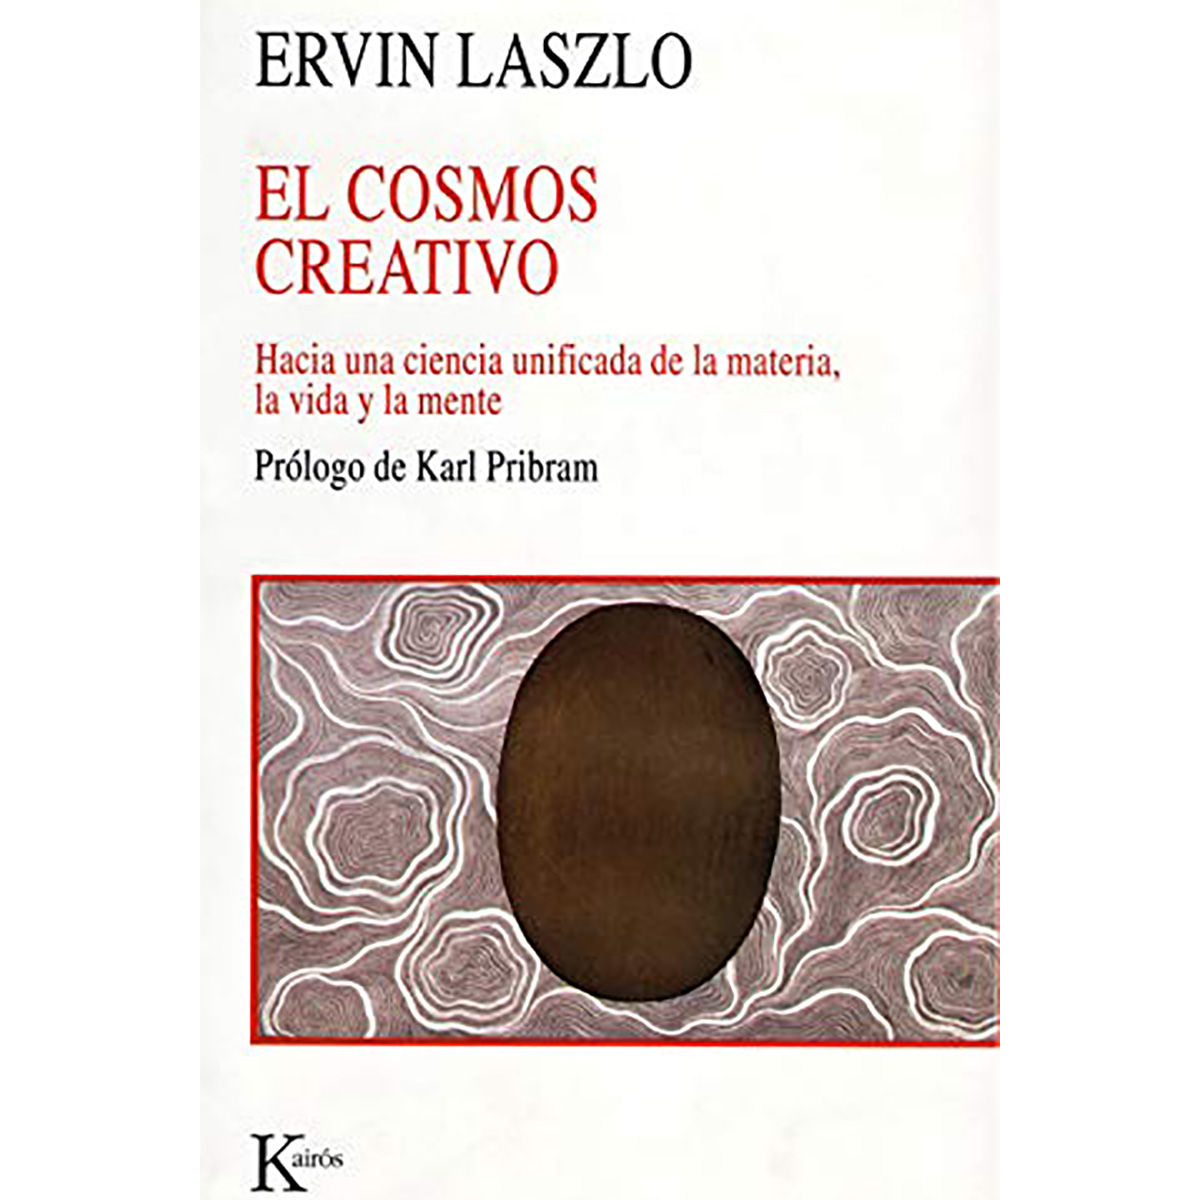 ERVIN LASZLO
EL COSMOS
CREATIVO
Hacia una ciencia unificada de la materia,
la vida y la mente
Prólogo de Karl Pribram
Kairós